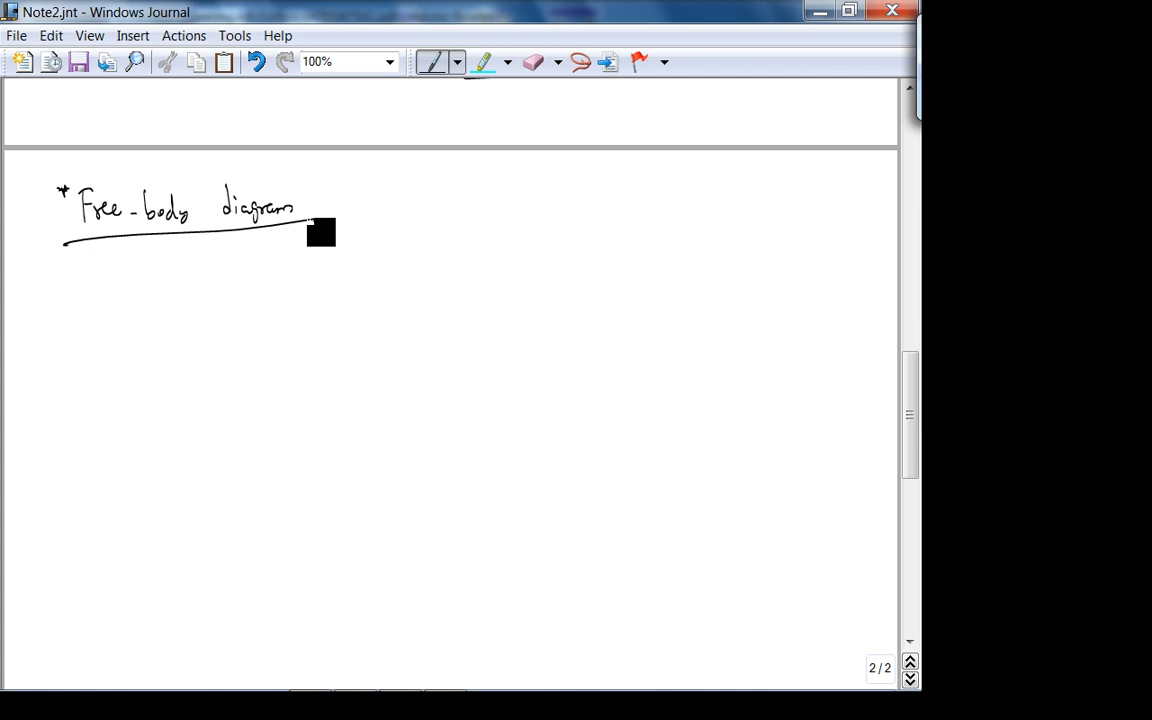 Note2.jnt - Windows Journal
File Edit View Insert Actions Tools Help
100%
* Free-body diagram
2/2